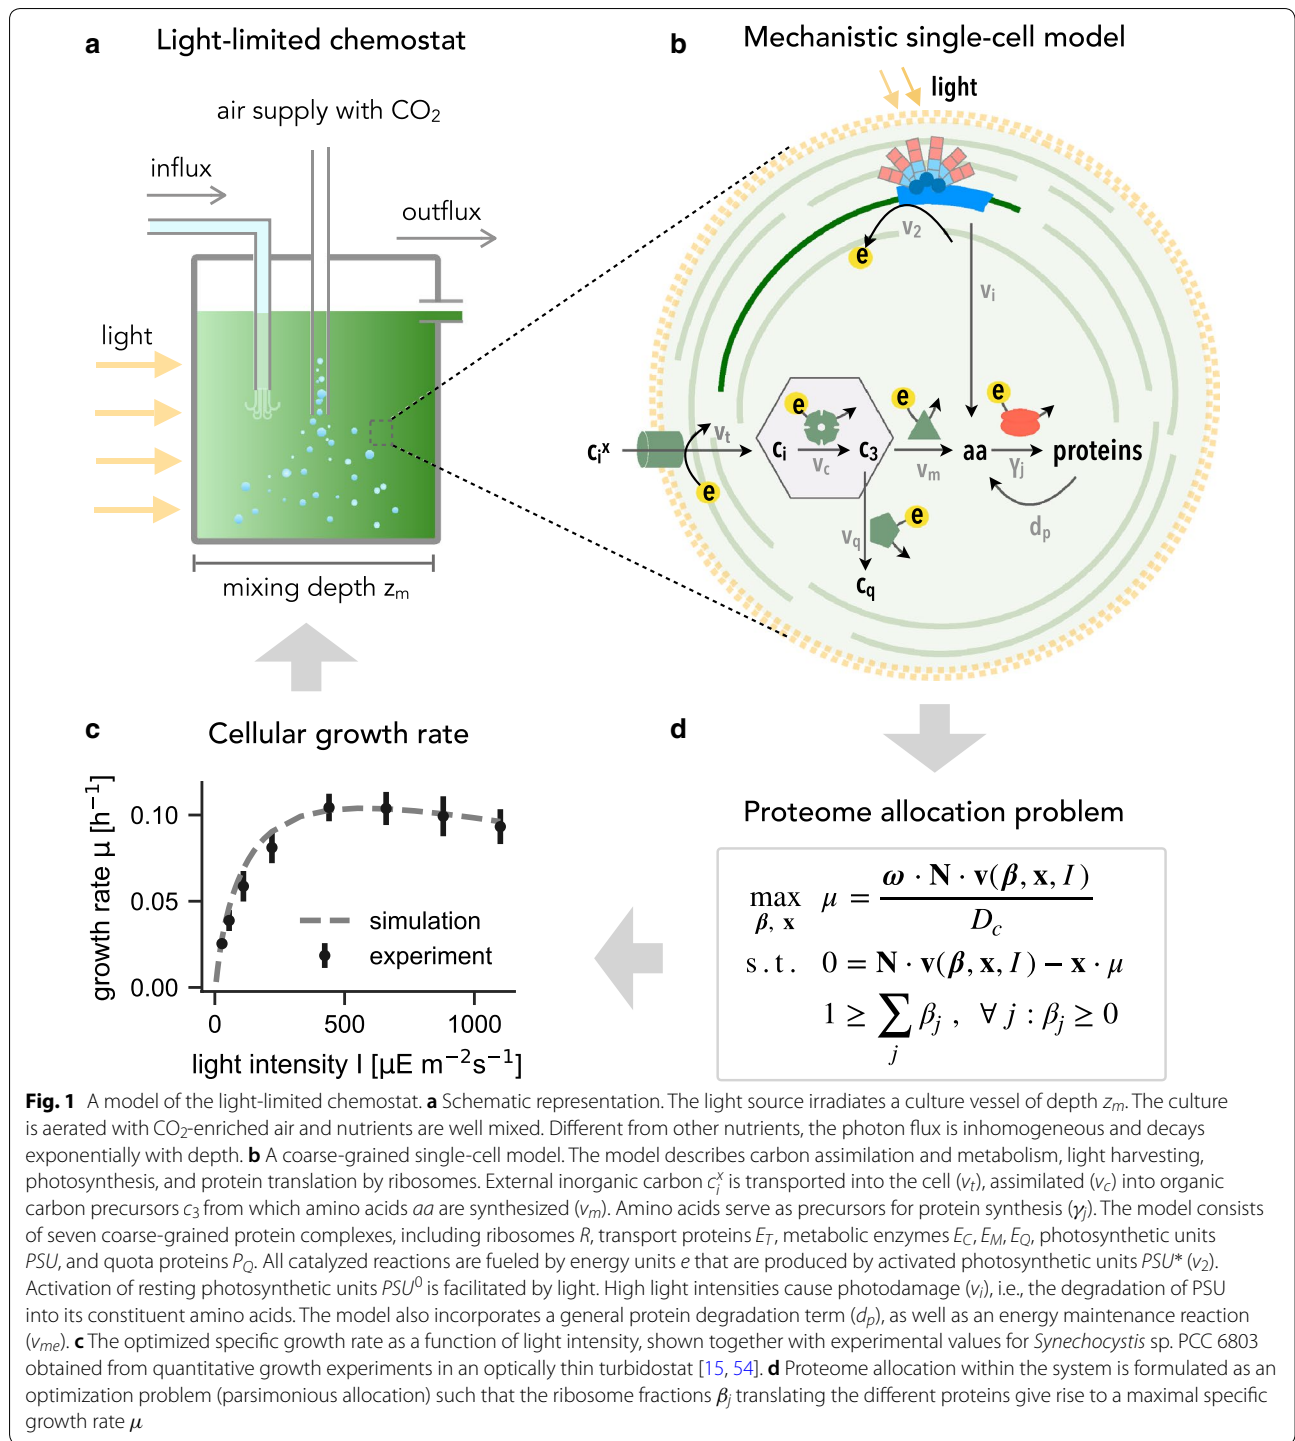 a Light-limited chemostat
air supply with CO₂
influx
outflux
light
mixing depth zₘ
b Mechanistic single-cell model
light
v₂
e
vᵢ
cᵢˣ
vₜ
e
e
cᵢ
v_c
c₃
e
vₘ
aa
e
γⱼ
proteins
d_p
v_q
e
c_q
c Cellular growth rate
growth rate μ [h⁻¹]
0.10
0.05
0.00
simulation
experiment
0 500 1000
light intensity I [μE m⁻²s⁻¹]
d Proteome allocation problem
max β, x μ = ω · N · v(β, x, I) / D_c
s.t. 0 = N · v(β, x, I) − x · μ
1 ≥ ∑ⱼ βⱼ , ∀ j : βⱼ ≥ 0
Fig. 1 A model of the light-limited chemostat. a Schematic representation. The light source irradiates a culture vessel of depth zₘ. The culture
is aerated with CO₂-enriched air and nutrients are well mixed. Different from other nutrients, the photon flux is inhomogeneous and decays
exponentially with depth. b A coarse-grained single-cell model. The model describes carbon assimilation and metabolism, light harvesting,
photosynthesis, and protein translation by ribosomes. External inorganic carbon cᵢˣ is transported into the cell (vₜ), assimilated (v_c) into organic
carbon precursors c₃ from which amino acids aa are synthesized (vₘ). Amino acids serve as precursors for protein synthesis (γⱼ). The model consists
of seven coarse-grained protein complexes, including ribosomes R, transport proteins E_T, metabolic enzymes E_C, E_M, E_Q, photosynthetic units
PSU, and quota proteins P_Q. All catalyzed reactions are fueled by energy units e that are produced by activated photosynthetic units PSU* (v₂).
Activation of resting photosynthetic units PSU⁰ is facilitated by light. High light intensities cause photodamage (vᵢ), i.e., the degradation of PSU
into its constituent amino acids. The model also incorporates a general protein degradation term (d_p), as well as an energy maintenance reaction
(v_me). c The optimized specific growth rate as a function of light intensity, shown together with experimental values for Synechocystis sp. PCC 6803
obtained from quantitative growth experiments in an optically thin turbidostat [15, 54]. d Proteome allocation within the system is formulated as an
optimization problem (parsimonious allocation) such that the ribosome fractions βⱼ translating the different proteins give rise to a maximal specific
growth rate μ